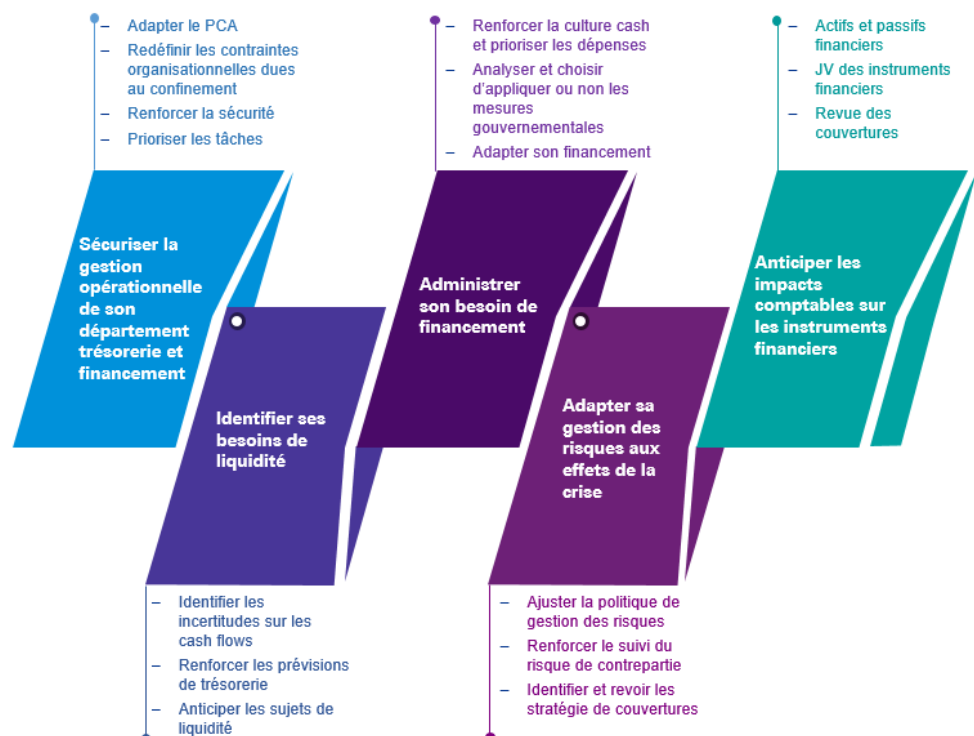 – Adapter le PCA
– Redéfinir les contraintes
organisationnelles dues
au confinement
– Renforcer la sécurité
– Prioriser les tâches
– Renforcer la culture cash
et prioriser les dépenses
– Analyser et choisir
d'appliquer ou non les
mesures
gouvernementales
– Adapter son financement
– Actifs et passifs
financiers
– JV des instruments
financiers
– Revue des
couvertures
Sécuriser la
gestion
opérationnelle
de son
département
trésorerie et
financement
Identifier ses
besoins de
liquidité
Administrer
son besoin de
financement
Adapter sa
gestion des
risques aux
effets de la
crise
Anticiper les
impacts
comptables sur
les instruments
financiers
– Identifier les
incertitudes sur les
cash flows
– Renforcer les prévisions
de trésorerie
– Anticiper les sujets de
liquidité
– Ajuster la politique de
gestion des risques
– Renforcer le suivi du
risque de contrepartie
– Identifier et revoir les
stratégie de couvertures